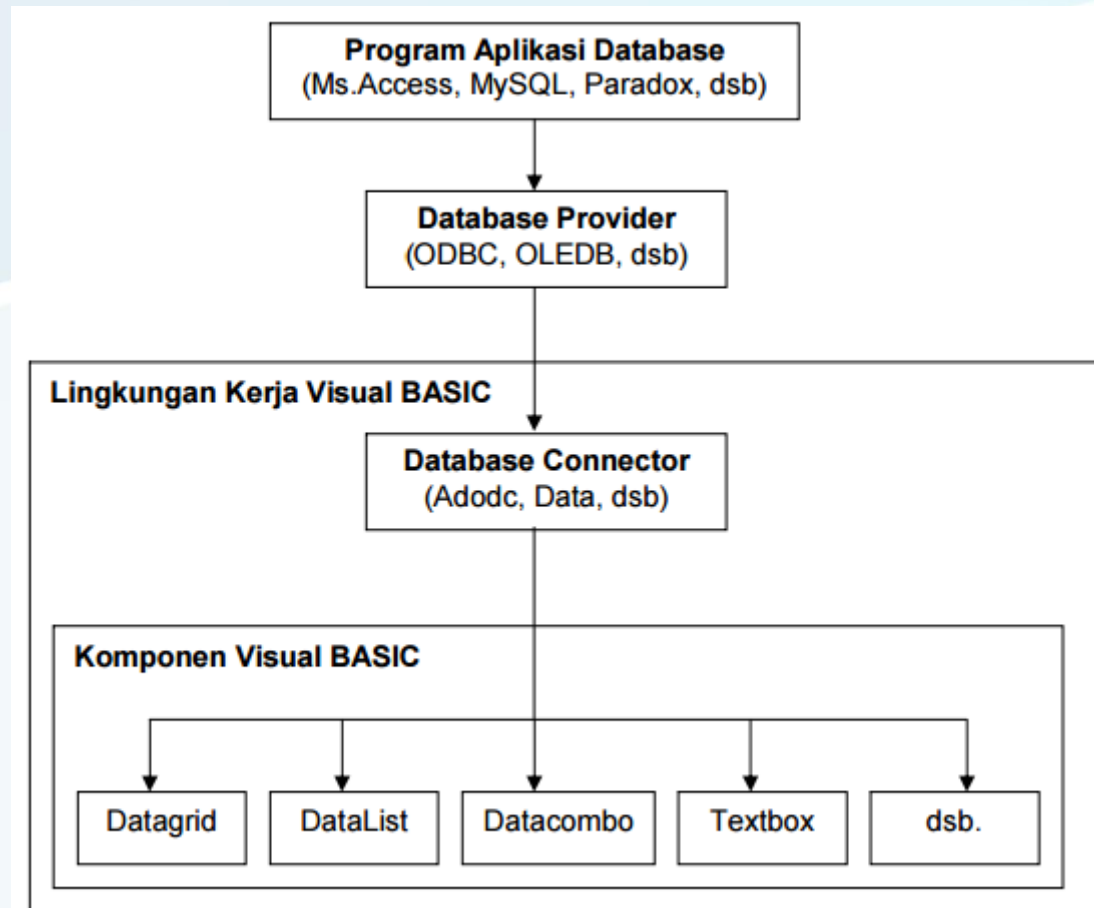 Program Aplikasi Database
(Ms.Access, MySQL, Paradox, dsb)
Database Provider
(ODBC, OLEDB, dsb)
Lingkungan Kerja Visual BASIC
Database Connector
(Adodc, Data, dsb)
Komponen Visual BASIC
Datagrid
DataList
Datacombo
Textbox
dsb.